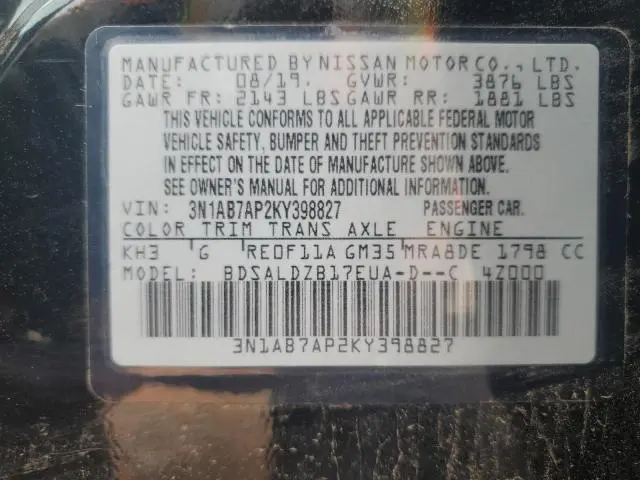 MANUFACTURED BY NISSAN MOTOR CO., LTD.
DATE: 08/19. GVWR: 3876 LBS
GAWR FR: 2143 LBS GAWR RR: 1881 LBS
THIS VEHICLE CONFORMS TO ALL APPLICABLE FEDERAL MOTOR
VEHICLE SAFETY, BUMPER AND THEFT PREVENTION STANDARDS
IN EFFECT ON THE DATE OF MANUFACTURE SHOWN ABOVE.
SEE OWNER'S MANUAL FOR ADDITIONAL INFORMATION.
VIN: 3N1AB7AP2KY398827 PASSENGER CAR.
COLOR TRIM TRANS AXLE ENGINE
KH3 G RE0F11A GM35 MRA8DE 1798 CC
MODEL: BDSALDZB17EUA-D--C 4Z000
3N1AB7AP2KY398827